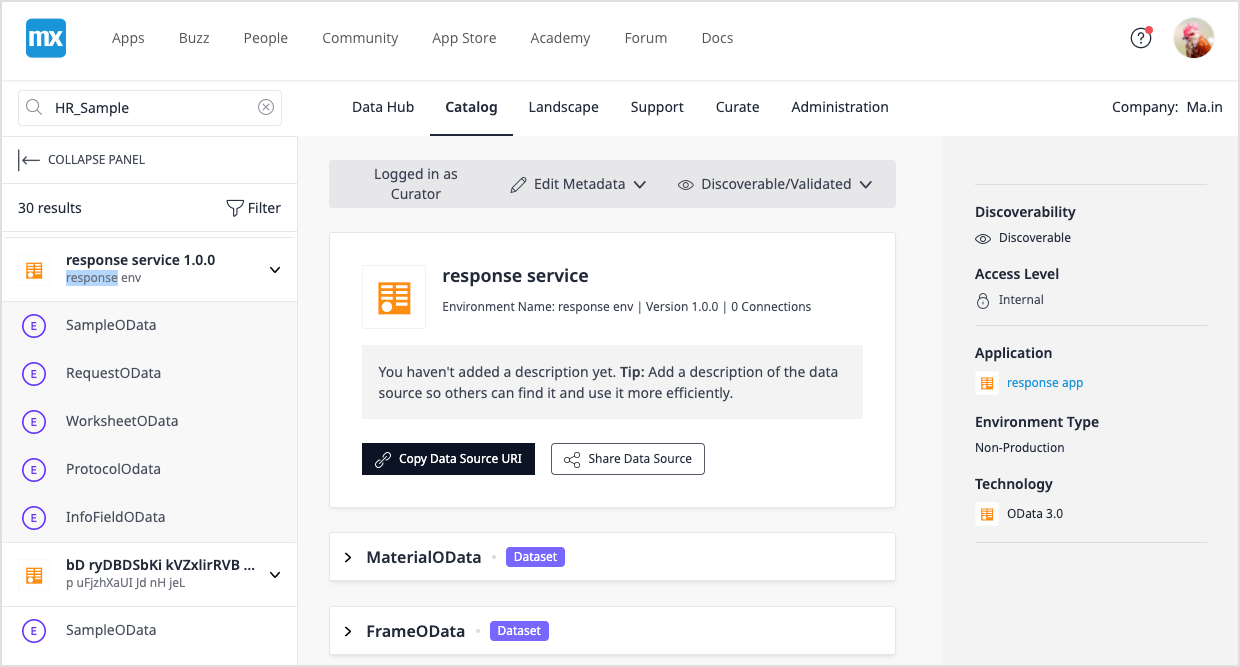 mx
Apps Buzz People Community App Store Academy Forum Docs
HR_Sample
Data Hub Catalog Landscape Support Curate Administration
Company: Ma.in
COLLAPSE PANEL
30 results Filter
response service 1.0.0
response env
E SampleOData
E RequestOData
E WorksheetOData
E ProtocolOdata
E InfoFieldOData
bD ryDBDSbKi kVZxlirRVB ...
p uFjzhXaUI Jd nH jeL
E SampleOData
Logged in as
Curator
Edit Metadata
Discoverable/Validated
response service
Environment Name: response env | Version 1.0.0 | 0 Connections
You haven't added a description yet. Tip: Add a description of the data
source so others can find it and use it more efficiently.
Copy Data Source URI
Share Data Source
MaterialOData Dataset
FrameOData Dataset
Discoverability
Discoverable
Access Level
Internal
Application
response app
Environment Type
Non-Production
Technology
OData 3.0